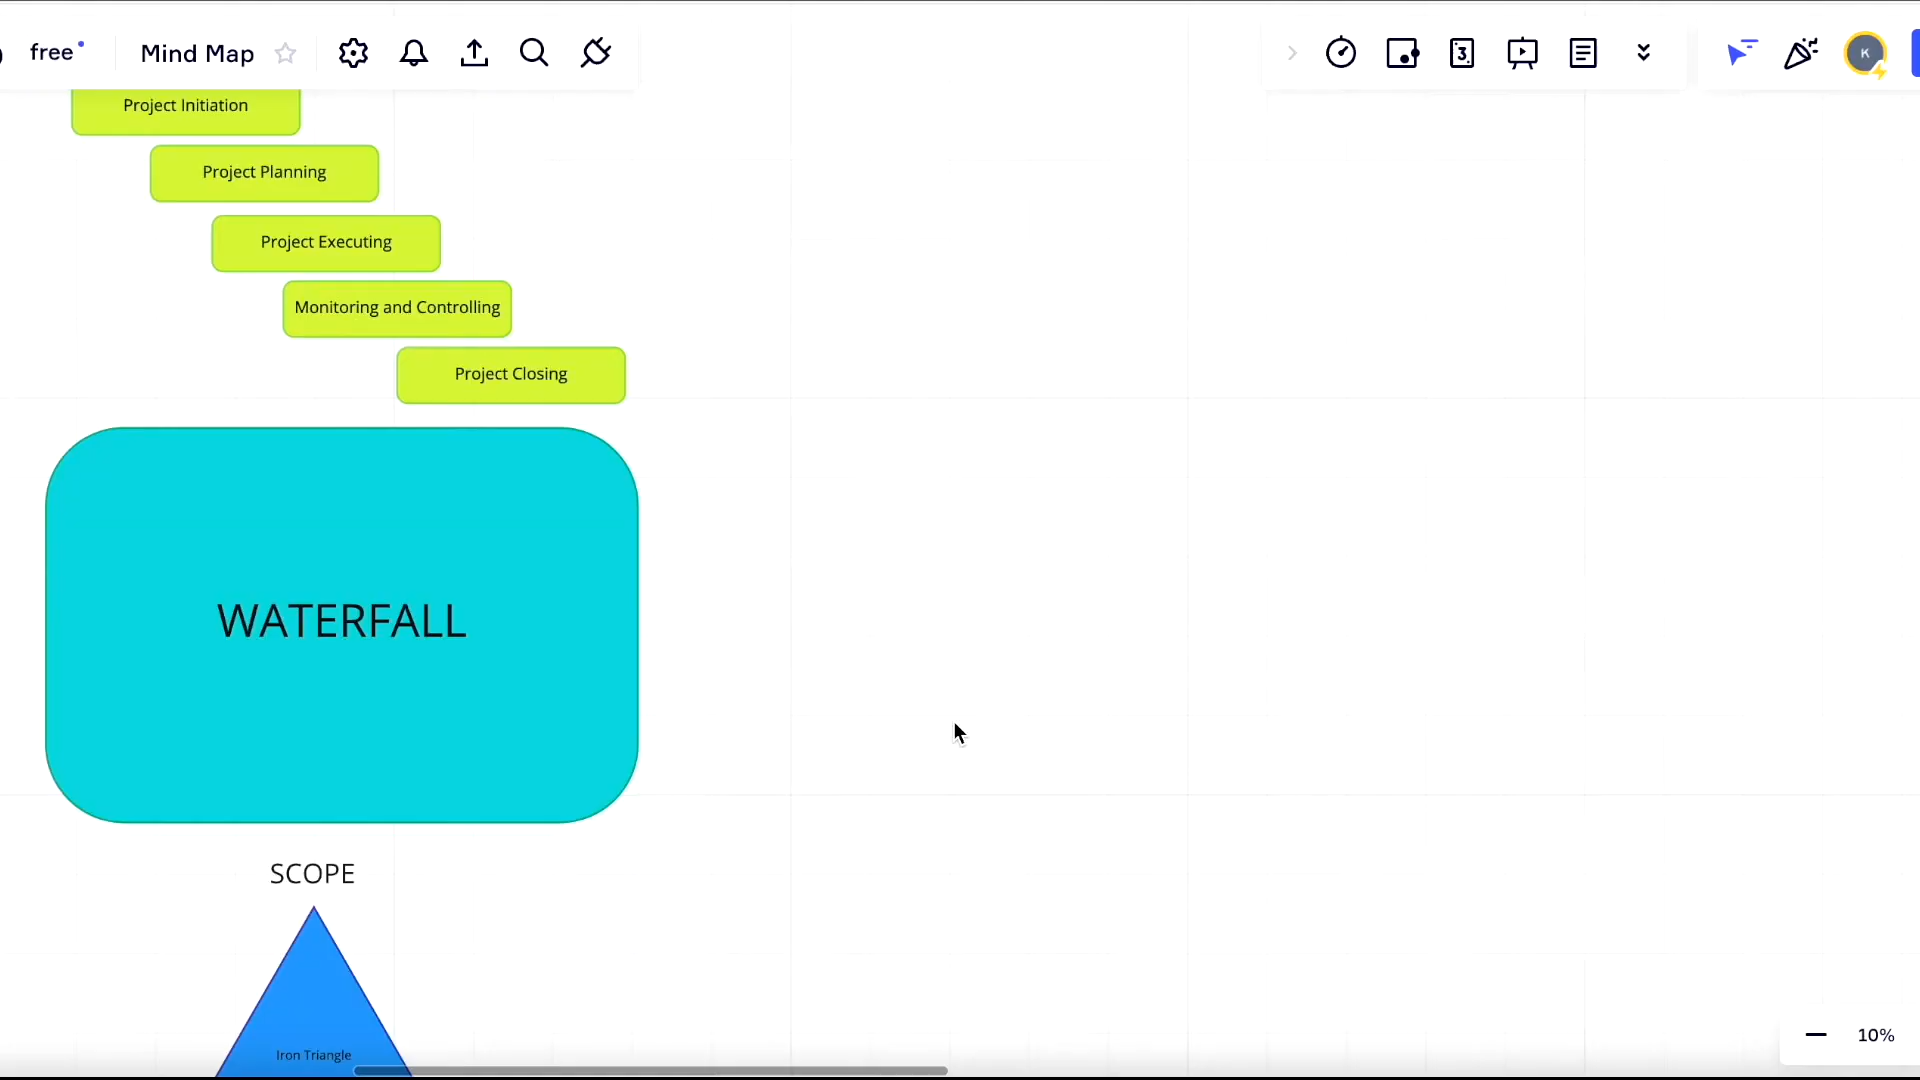 free
Mind Map
3
K
Project Initiation
Project Planning
Project Executing
Monitoring and Controlling
Project Closing
WATERFALL
SCOPE
Iron Triangle
10%